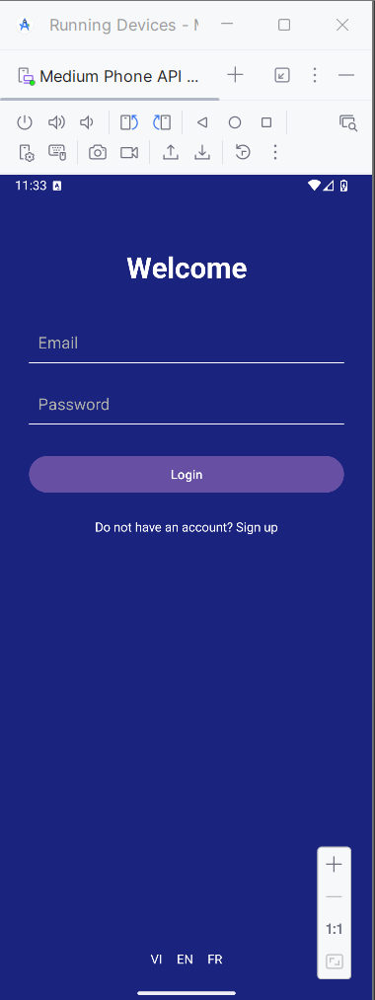 Running Devices - M
Medium Phone API ...
11:33
Welcome
Email
Password
Login
Do not have an account? Sign up
1:1
VI EN FR